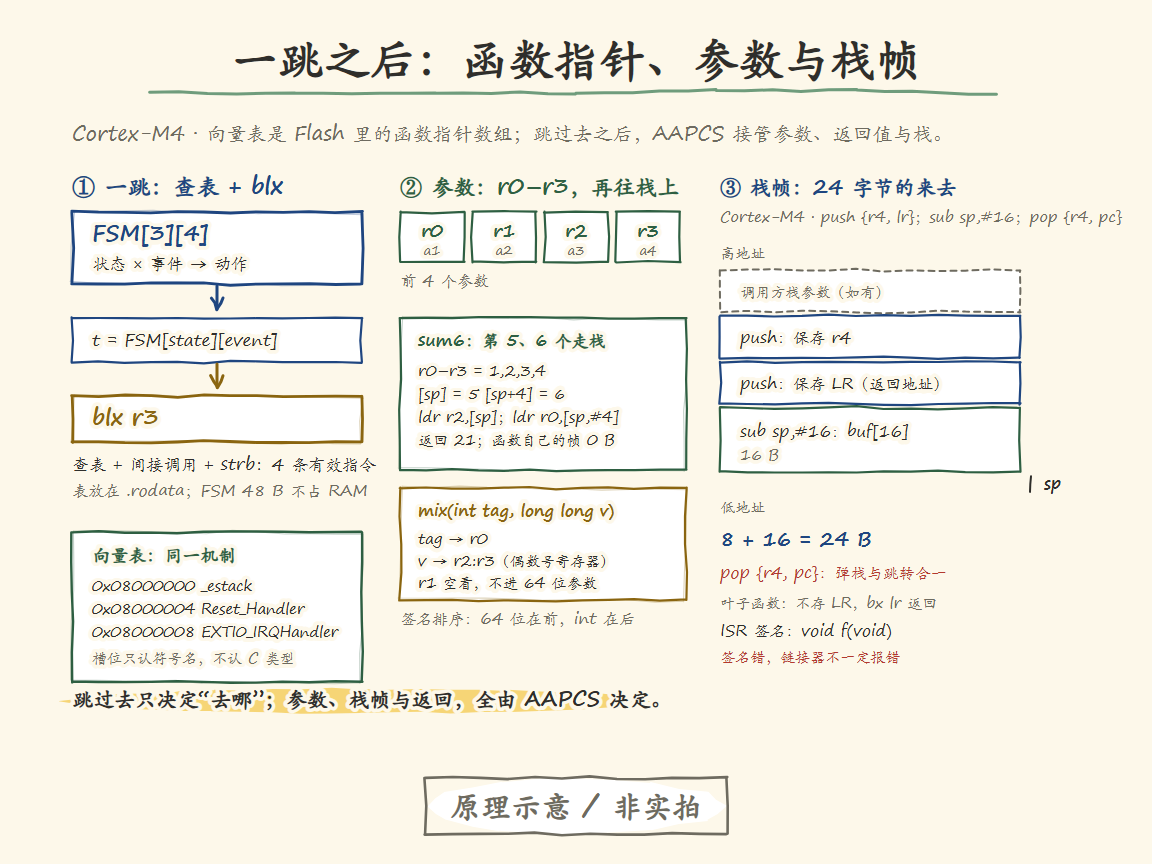 一跳之后：函数指针、参数与栈帧
Cortex-M4 · 向量表是 Flash 里的函数指针数组；跳过去之后，AAPCS 接管参数、返回值与栈。
① 一跳：查表 + blx
FSM[3][4]
状态 × 事件 → 动作
t = FSM[state][event]
blx r3
查表 + 间接调用 + strb：4 条有效指令
表放在 .rodata；FSM 48 B 不占 RAM
向量表：同一机制
0x08000000 _estack
0x08000004 Reset_Handler
0x08000008 EXTI0_IRQHandler
槽位只认符号名，不认 C 类型
② 参数：r0–r3，再往栈上
r0 r1 r2 r3
a1 a2 a3 a4
前 4 个参数
sum6：第 5、6 个走栈
r0–r3 = 1,2,3,4
[sp] = 5 [sp+4] = 6
ldr r2,[sp]；ldr r0,[sp,#4]
返回 21；函数自己的帧 0 B
mix(int tag, long long v)
tag → r0
v → r2:r3（偶数号寄存器）
r1 空着，不进 64 位参数
签名排序：64 位在前，int 在后
③ 栈帧：24 字节的来去
Cortex-M4 · push {r4, lr}；sub sp,#16；pop {r4, pc}
高地址
调用方栈参数（如有）
push：保存 r4
push：保存 LR（返回地址）
sub sp,#16：buf[16]
16 B
| sp
低地址
8 + 16 = 24 B
pop {r4, pc}：弹栈与跳转合一
叶子函数：不存 LR，bx lr 返回
ISR 签名：void f(void)
签名错，链接器不一定报错
跳过去只决定“去哪”；参数、栈帧与返回，全由 AAPCS 决定。
原理示意 / 非实拍